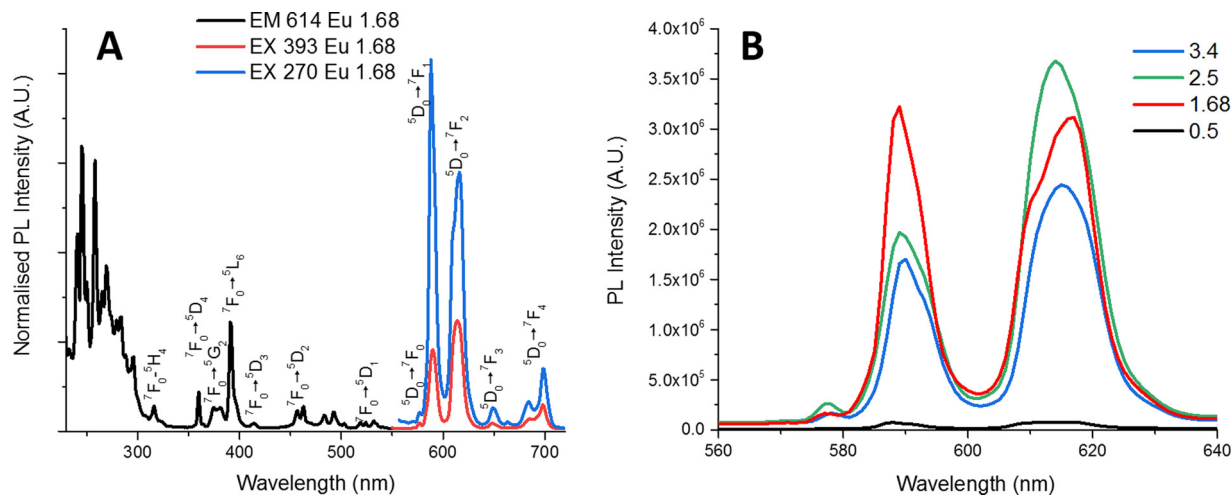 A
EM 614 Eu 1.68
EX 393 Eu 1.68
EX 270 Eu 1.68
Normalised PL Intensity (A.U.)
⁷F₀-⁵H₄
⁷F₀→⁵D₄
⁷F₀→⁵G₂
⁷F₀→⁵L₆
⁷F₀→⁵D₃
⁷F₀→⁵D₂
⁷F₀→⁵D₁
⁵D₀→⁷F₀
⁵D₀→⁷F₁
⁵D₀→⁷F₂
⁵D₀→⁷F₃
⁵D₀→⁷F₄
300 400 500 600 700
Wavelength (nm)
B
3.4
2.5
1.68
0.5
PL Intensity (A.U.)
4.0x10⁶
3.5x10⁶
3.0x10⁶
2.5x10⁶
2.0x10⁶
1.5x10⁶
1.0x10⁶
5.0x10⁵
0.0
560 580 600 620 640
Wavelength (nm)